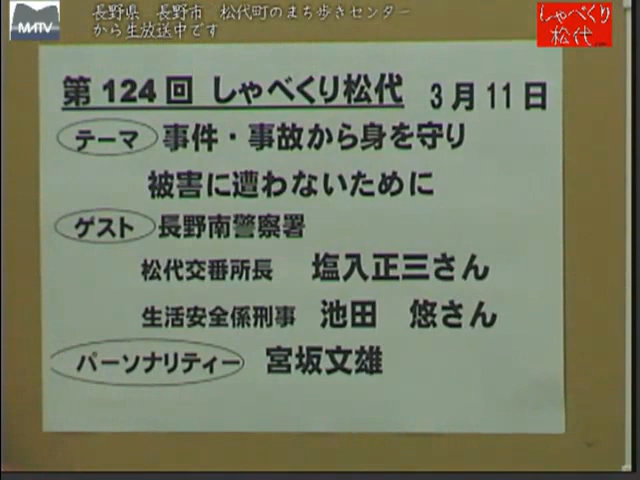 長野県　長野市　松代町のまち歩きセンター
から生放送中です
MATV
しゃべくり
松代
第124回 しゃべくり松代 3月11日
テーマ 事件・事故から身を守り
被害に遭わないために
ゲスト 長野南警察署
松代交番所長　塩入正三さん
生活安全係刑事　池田　悠さん
パーソナリティー 宮坂文雄